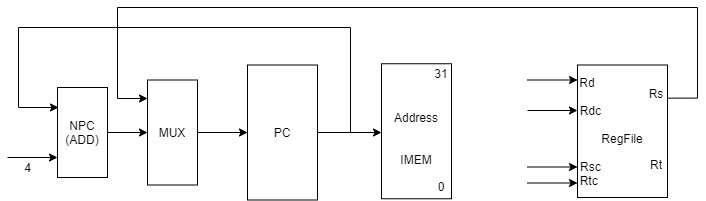 NPC
(ADD)
4
MUX
PC
31
Address
IMEM
0
Rd
Rdc
Rs
RegFile
Rsc
Rt
Rtc